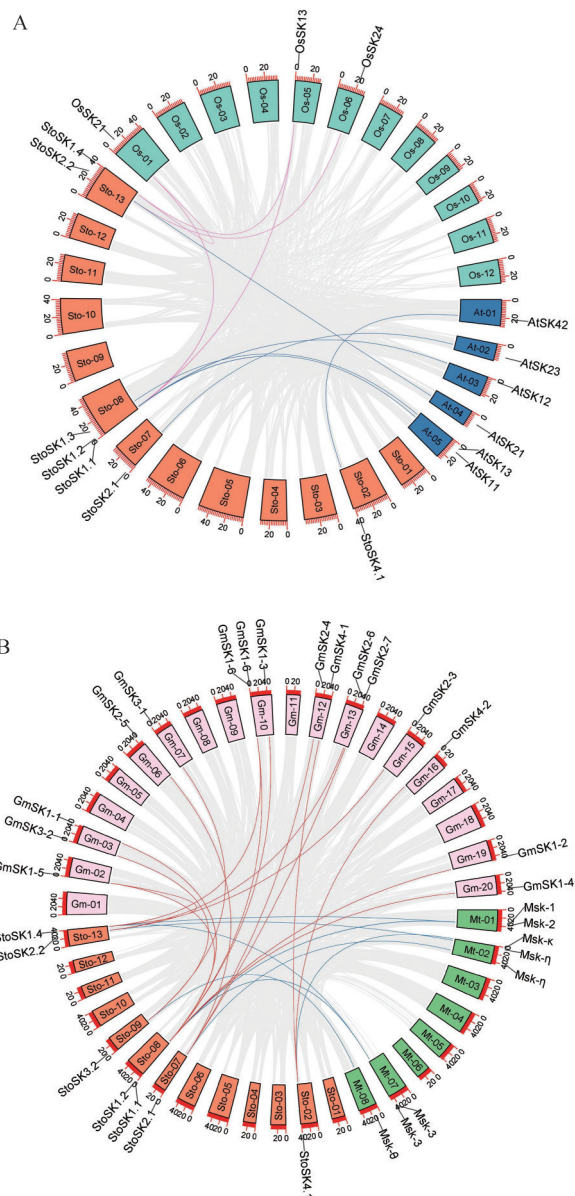 A
OsSK13
OsSK24
OsSK21
StoSK1.4
StoSK2.2
Os-01
Os-02
Os-03
Os-04
Os-05
Os-06
Os-07
Os-08
Os-09
Os-10
Os-11
Os-12
At-01
At-02
At-03
At-04
At-05
AtSK42
AtSK23
AtSK12
AtSK21
AtSK13
AtSK11
Sto-01
Sto-02
Sto-03
Sto-04
Sto-05
Sto-06
Sto-07
Sto-08
Sto-09
Sto-10
Sto-11
Sto-12
Sto-13
StoSK4.1
StoSK2.1
StoSK1.1
StoSK1.2
StoSK1.3
B
GmSK1-5
GmSK3-2
GmSK1-1
GmSK2-5
GmSK3-1
GmSK1-6
GmSK1-6
GmSK1-3
GmSK2-4
GmSK4-1
GmSK2-6
GmSK2-7
GmSK2-3
GmSK4-2
GmSK1-2
GmSK1-4
Gm-01
Gm-02
Gm-03
Gm-04
Gm-05
Gm-06
Gm-07
Gm-08
Gm-09
Gm-10
Gm-11
Gm-12
Gm-13
Gm-14
Gm-15
Gm-16
Gm-17
Gm-18
Gm-19
Gm-20
Mt-01
Mt-02
Mt-03
Mt-04
Mt-05
Mt-06
Mt-07
Mt-08
Msk-1
Msk-2
Msk-κ
Msk-η
Msk-η
Msk-3
Msk-3
Msk-θ
Sto-01
Sto-02
Sto-03
Sto-04
Sto-05
Sto-06
Sto-07
Sto-08
Sto-09
Sto-10
Sto-11
Sto-12
Sto-13
StoSK2.1
StoSK1.1
StoSK1.2
StoSK3.2
StoSK2.2
StoSK1.4